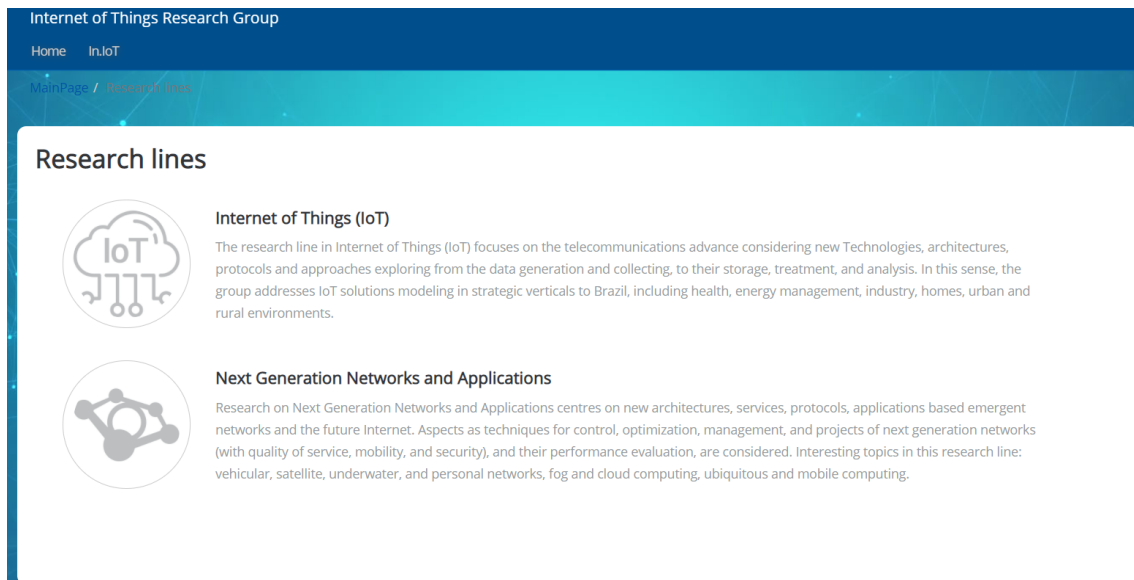 Internet of Things Research Group
Home In.IoT
MainPage / Research lines
Research lines
IoT
Internet of Things (IoT)
The research line in Internet of Things (IoT) focuses on the telecommunications advance considering new Technologies, architectures,
protocols and approaches exploring from the data generation and collecting, to their storage, treatment, and analysis. In this sense, the
group addresses IoT solutions modeling in strategic verticals to Brazil, including health, energy management, industry, homes, urban and
rural environments.
Next Generation Networks and Applications
Research on Next Generation Networks and Applications centres on new architectures, services, protocols, applications based emergent
networks and the future Internet. Aspects as techniques for control, optimization, management, and projects of next generation networks
(with quality of service, mobility, and security), and their performance evaluation, are considered. Interesting topics in this research line:
vehicular, satellite, underwater, and personal networks, fog and cloud computing, ubiquitous and mobile computing.